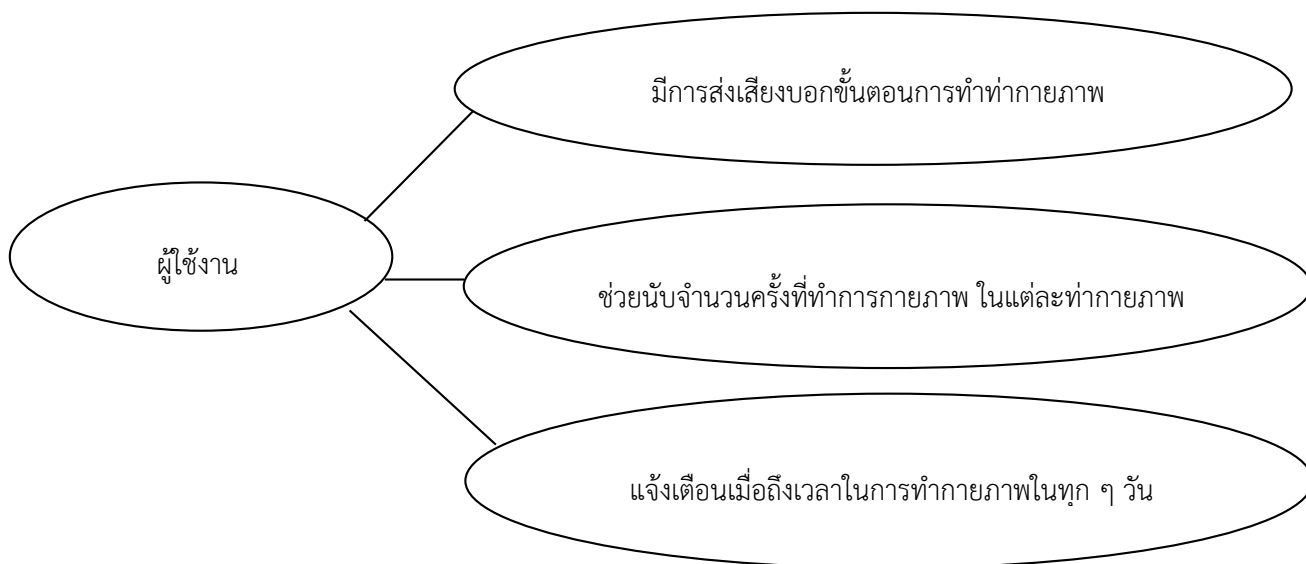 มีการส่งเสียงบอกขั้นตอนการทำท่ากายภาพ
ผู้ใช้งาน
ช่วยนับจำนวนครั้งที่ทำการกายภาพ ในแต่ละท่ากายภาพ
แจ้งเตือนเมื่อถึงเวลาในการทำกายภาพในทุก ๆ วัน